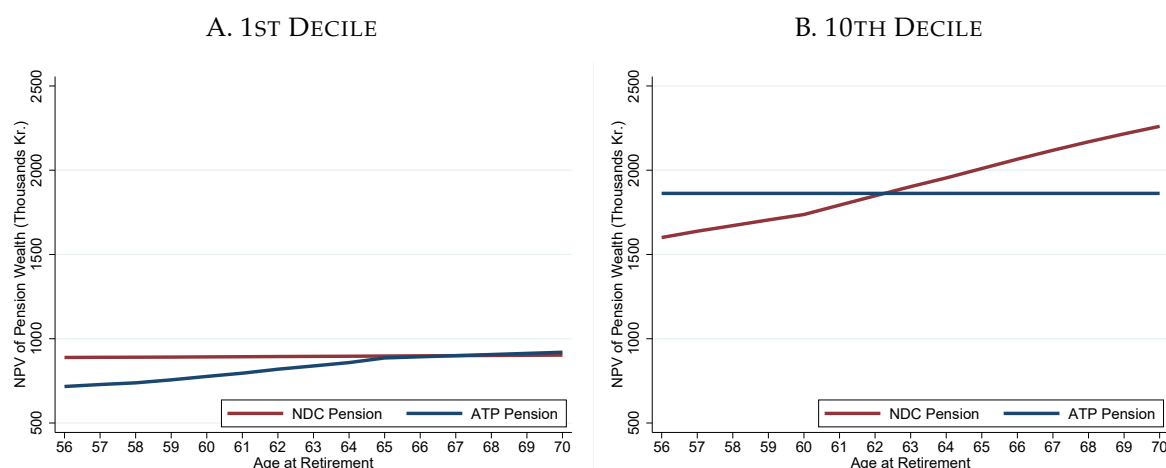 A. 1ST DECILE
NPV of Pension Wealth (Thousands Kr.)
2500
2000
1500
1000
500
NDC Pension ATP Pension
56 57 58 59 60 61 62 63 64 65 66 67 68 69 70
Age at Retirement
B. 10TH DECILE
NPV of Pension Wealth (Thousands Kr.)
2500
2000
1500
1000
500
NDC Pension ATP Pension
56 57 58 59 60 61 62 63 64 65 66 67 68 69 70
Age at Retirement